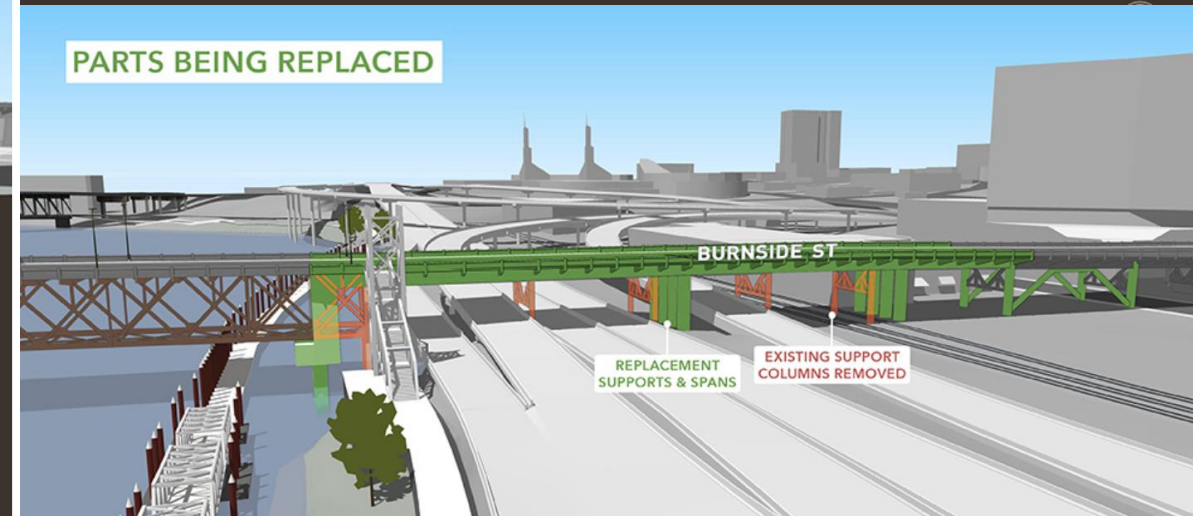 PARTS BEING REPLACED
BURNSIDE ST
REPLACEMENT
SUPPORTS & SPANS
EXISTING SUPPORT
COLUMNS REMOVED